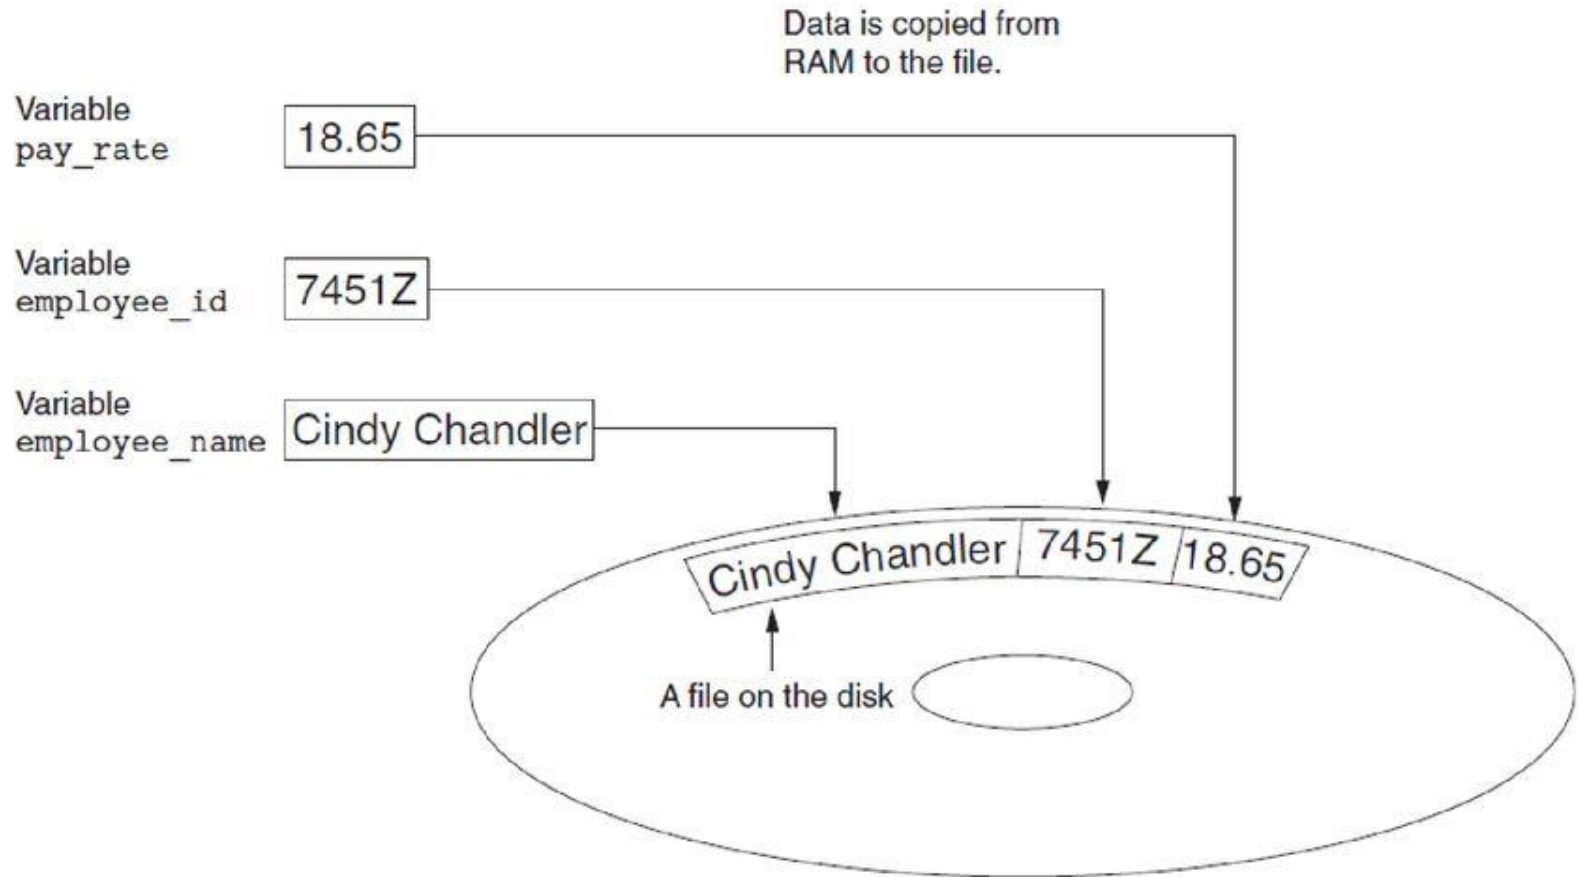 Data is copied from
RAM to the file.
Variable
pay_rate
18.65
Variable
employee_id
7451Z
Variable
employee_name
Cindy Chandler
Cindy Chandler 7451Z 18.65
A file on the disk